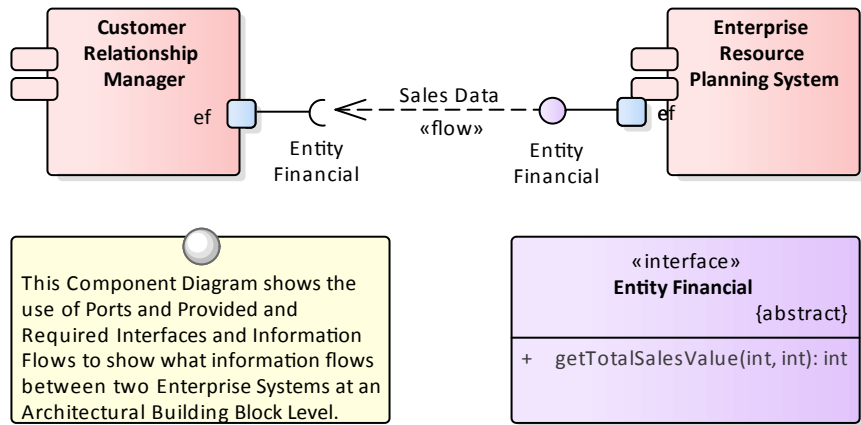 Customer
Relationship
Manager
Enterprise
Resource
Planning System
ef
Sales Data
«flow»
ef
Entity
Financial
Entity
Financial
This Component Diagram shows the
use of Ports and Provided and
Required Interfaces and Information
Flows to show what information flows
between two Enterprise Systems at an
Architectural Building Block Level.
«interface»
Entity Financial
{abstract}
+ getTotalSalesValue(int, int): int